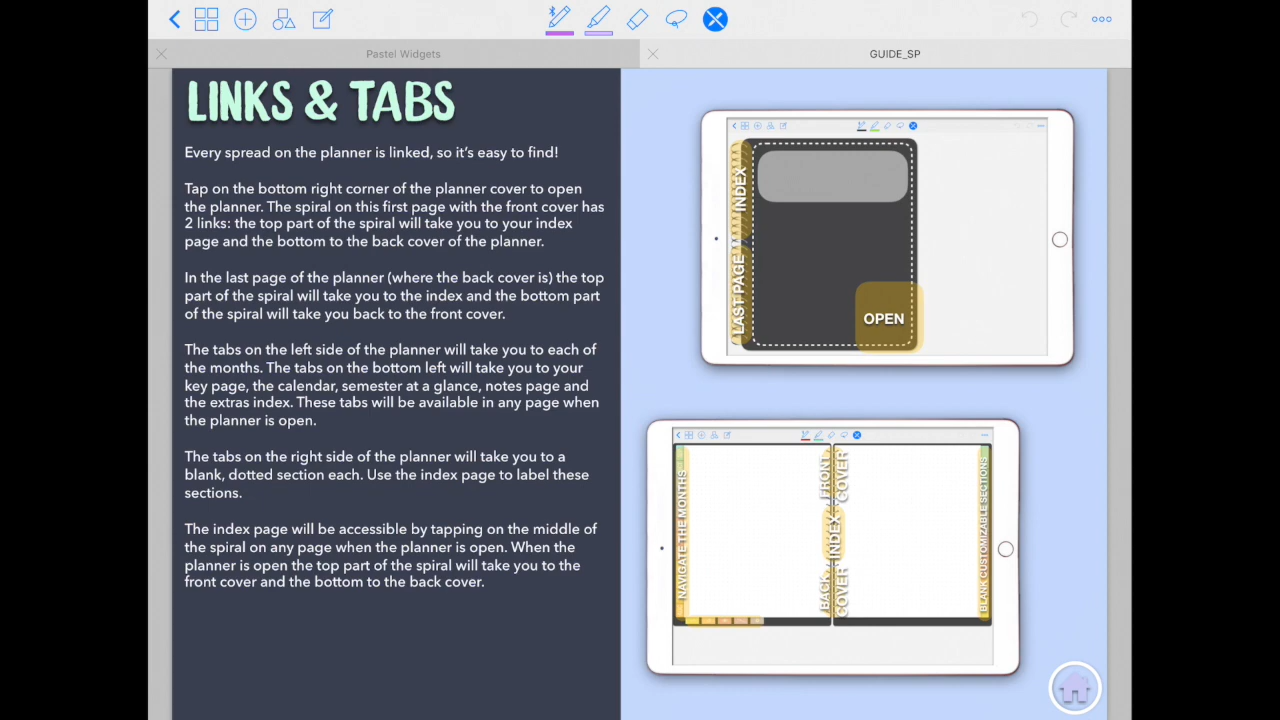 Pastel Widgets
GUIDE_SP
LINKS & TABS
Every spread on the planner is linked, so it's easy to find!
Tap on the bottom right corner of the planner cover to open
the planner. The spiral on this first page with the front cover has
2 links: the top part of the spiral will take you to your index
page and the bottom to the back cover of the planner.
In the last page of the planner (where the back cover is) the top
part of the spiral will take you to the index and the bottom part
of the spiral will take you back to the front cover.
The tabs on the left side of the planner will take you to each of
the months. The tabs on the bottom left will take you to your
key page, the calendar, semester at a glance, notes page and
the extras index. These tabs will be available in any page when
the planner is open.
The tabs on the right side of the planner will take you to a
blank, dotted section each. Use the index page to label these
sections.
The index page will be accessible by tapping on the middle of
the spiral on any page when the planner is open. When the
planner is open the top part of the spiral will take you to the
front cover and the bottom to the back cover.
INDEX
LAST PAGE
OPEN
NAVIGATE THE MONTHS
FRONT
COVER
INDEX
BACK
COVER
BLANK CUSTOMIZABLE SECTIONS